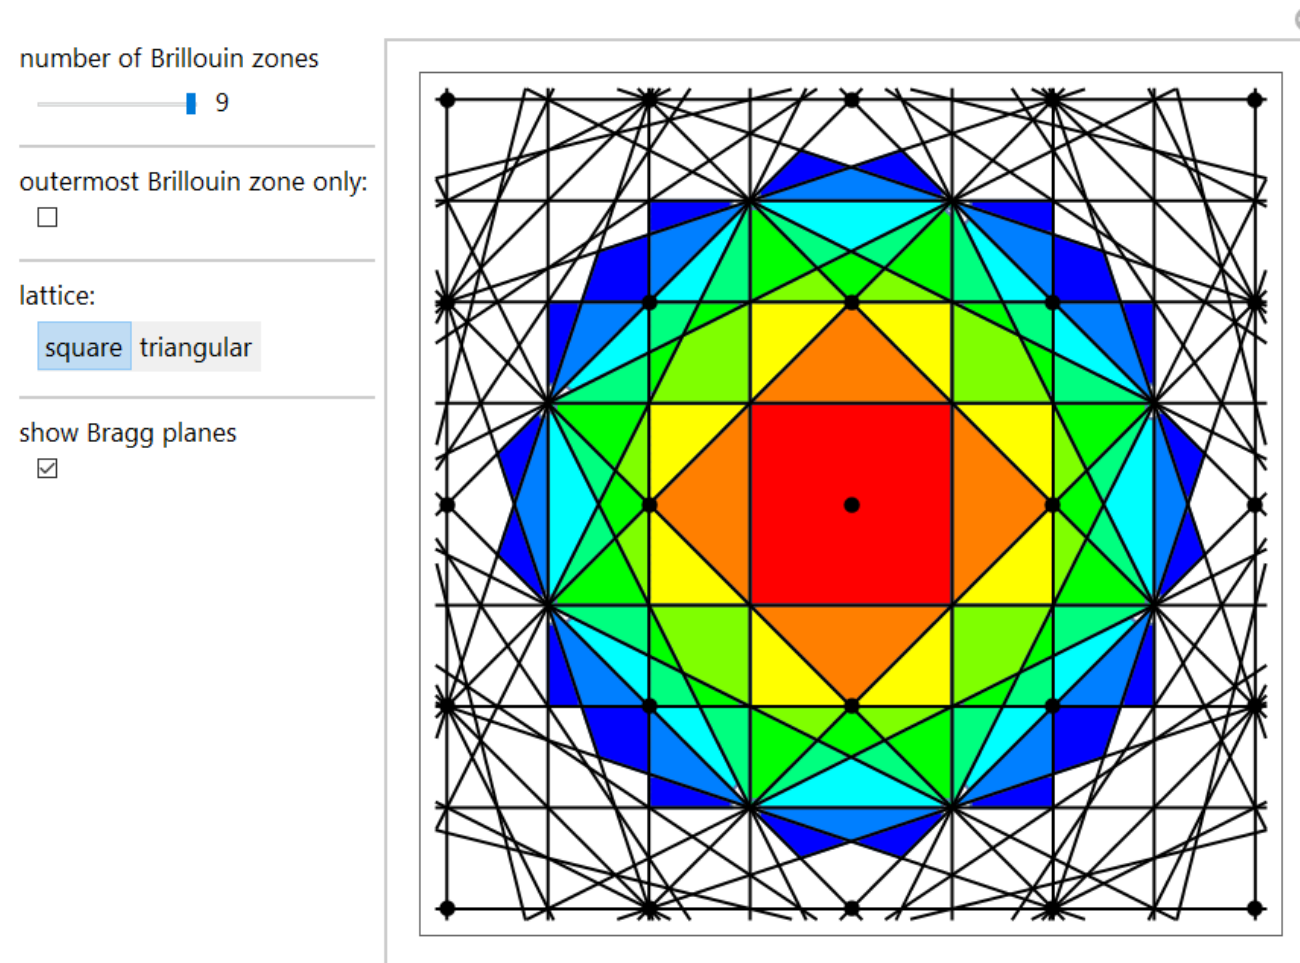 number of Brillouin zones
9
outermost Brillouin zone only:
lattice:
square triangular
show Bragg planes